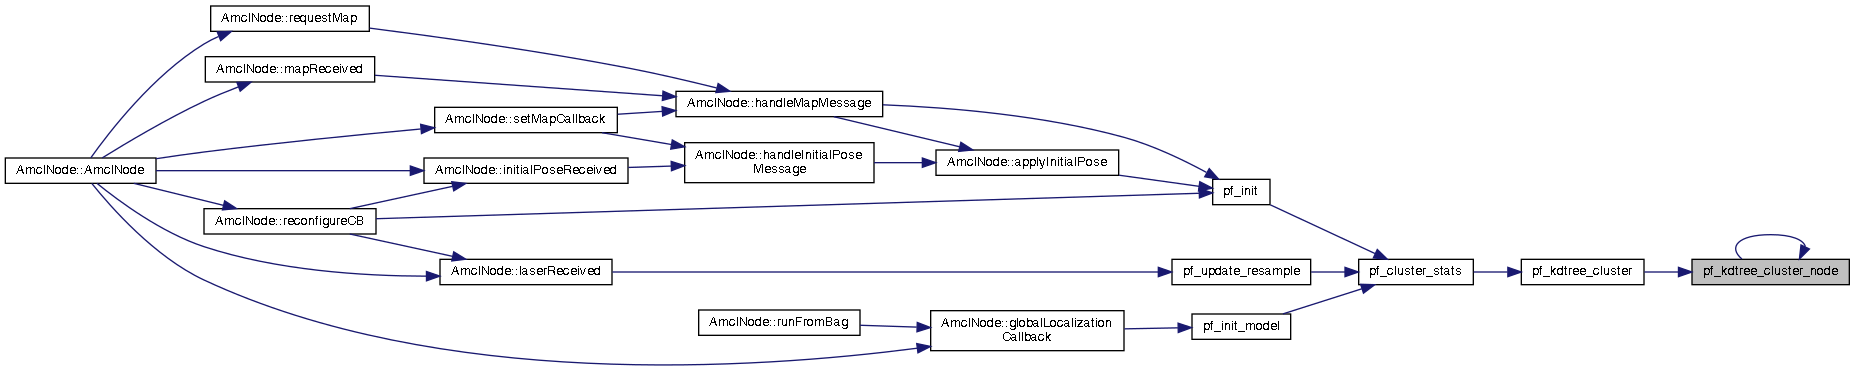 AmclNode::requestMap
AmclNode::mapReceived
AmclNode::handleMapMessage
AmclNode::setMapCallback
AmclNode::handleInitialPose
Message
AmclNode::applyInitialPose
AmclNode::AmclNode
AmclNode::initialPoseReceived
pf_init
AmclNode::reconfigureCB
AmclNode::laserReceived
pf_update_resample
pf_cluster_stats
pf_kdtree_cluster
pf_kdtree_cluster_node
AmclNode::runFromBag
AmclNode::globalLocalization
Callback
pf_init_model